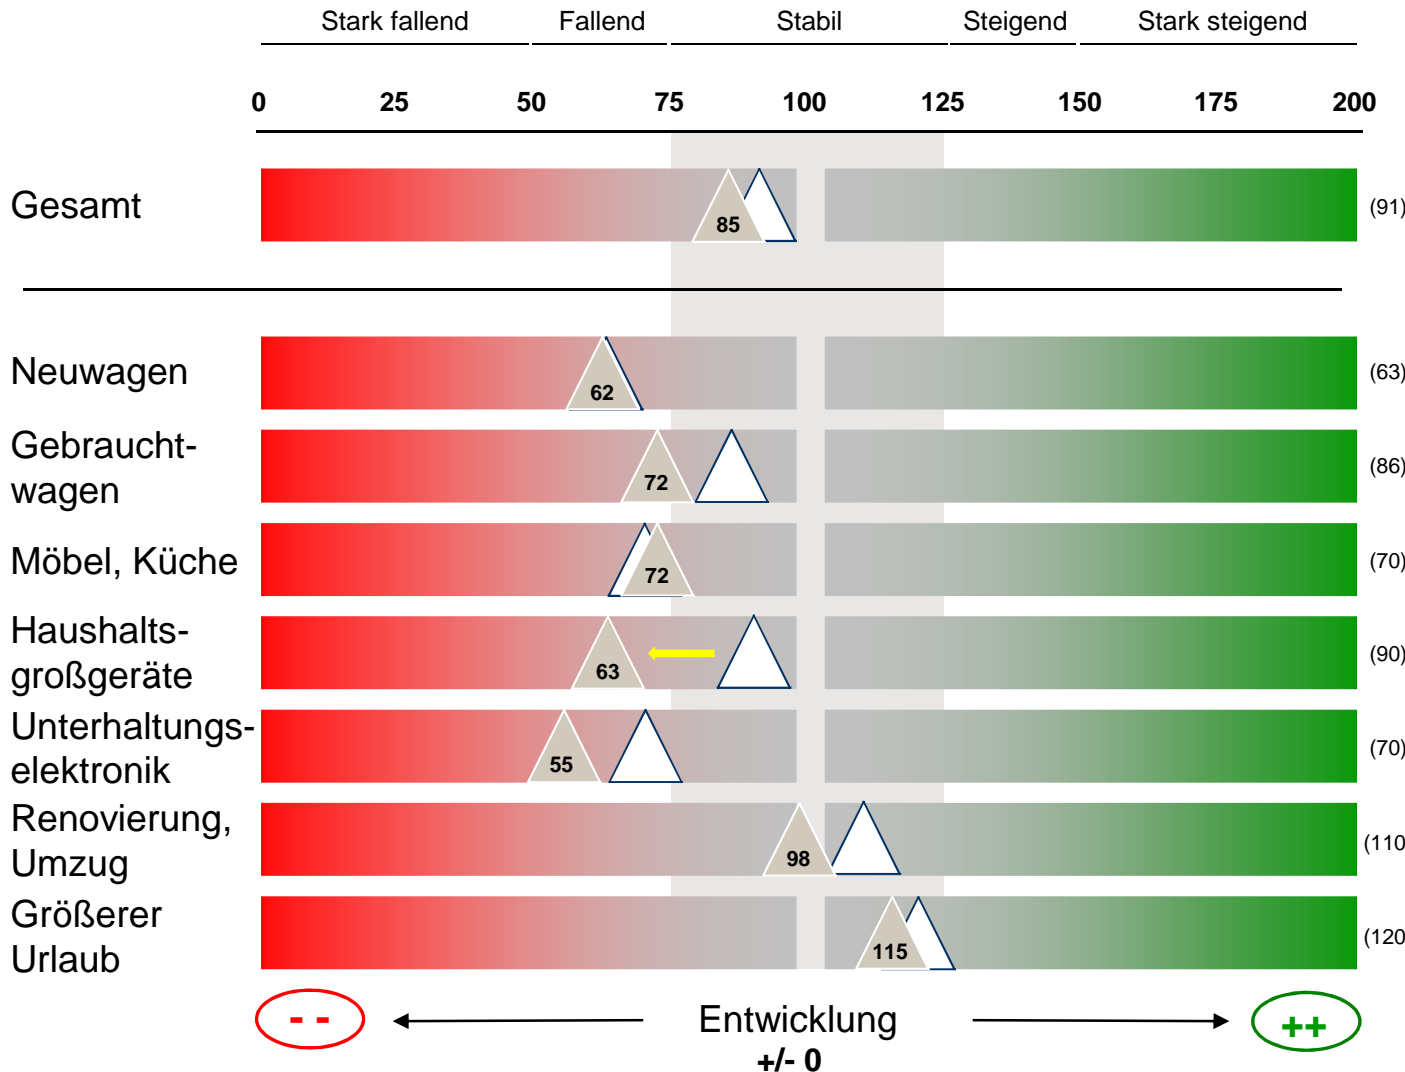 Stark fallend Fallend Stabil Steigend Stark steigend
0 25 50 75 100 125 150 175 200
Gesamt 85 (91)
Neuwagen 62 (63)
Gebraucht-
wagen 72 (86)
Möbel, Küche 72 (70)
Haushalts-
großgeräte 63 (90)
Unterhaltungs-
elektronik 55 (70)
Renovierung,
Umzug 98 (110
Größerer
Urlaub 115 (120
- - Entwicklung ++
+/- 0